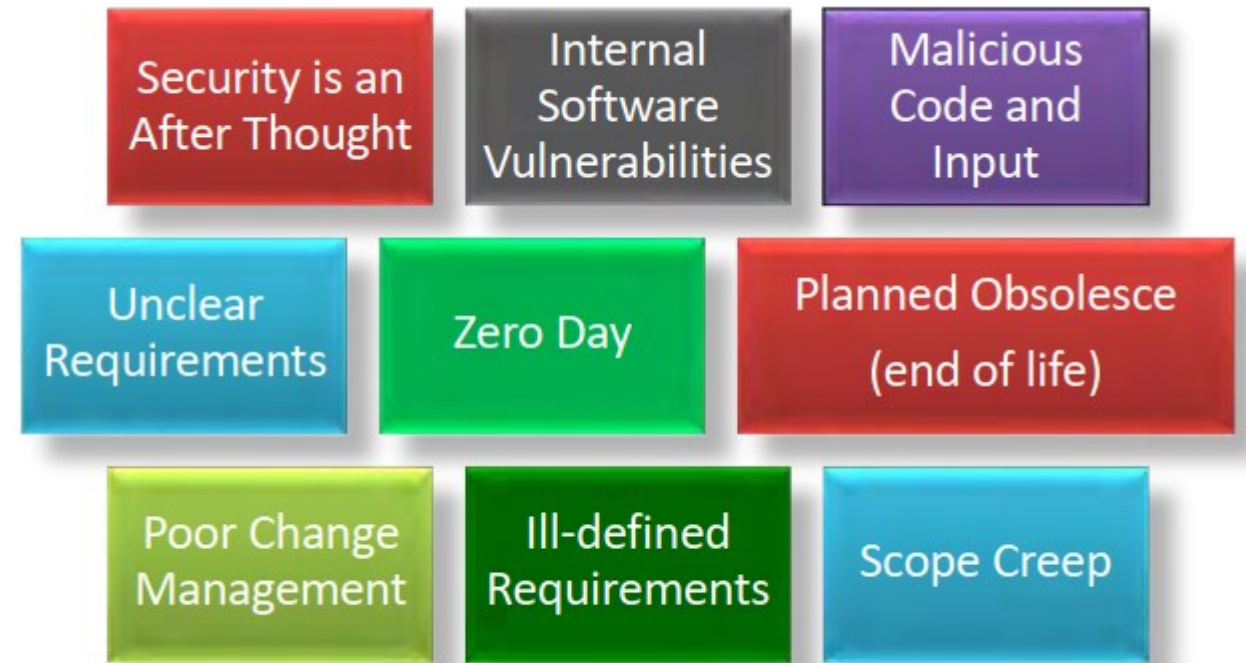 Security is an
After Thought
Internal
Software
Vulnerabilities
Malicious
Code and
Input
Unclear
Requirements
Zero Day
Planned Obsolesce
(end of life)
Poor Change
Management
Ill-defined
Requirements
Scope Creep